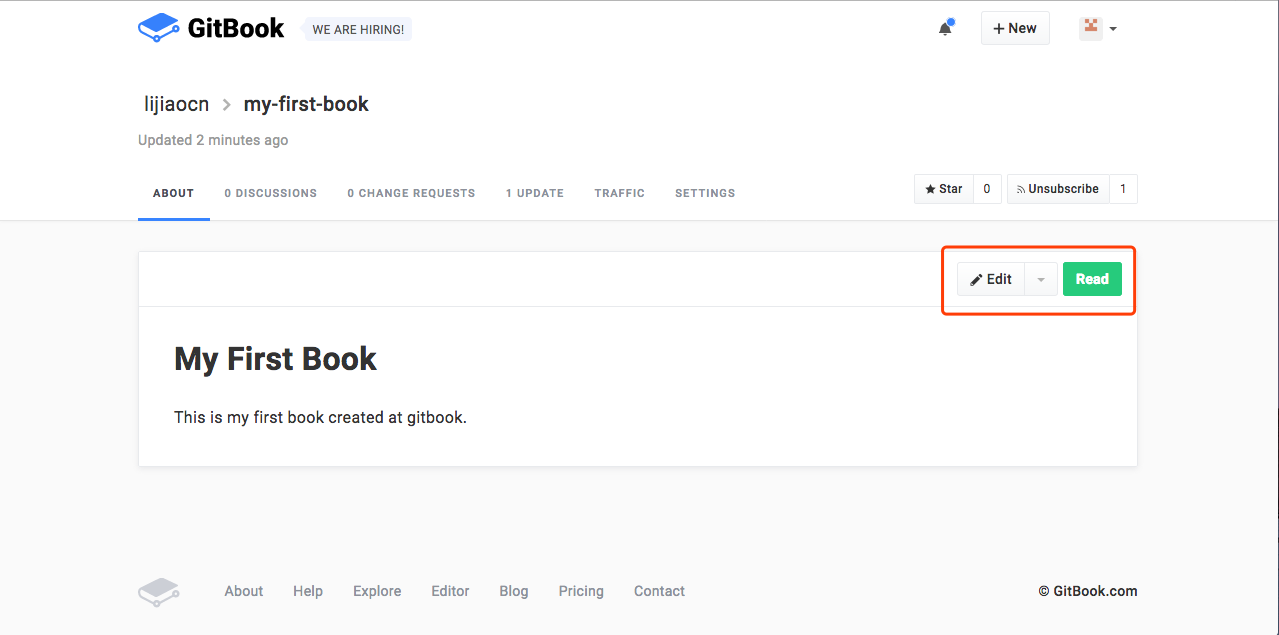 GitBook WE ARE HIRING! + New
lijiaocn > my-first-book
Updated 2 minutes ago
ABOUT 0 DISCUSSIONS 0 CHANGE REQUESTS 1 UPDATE TRAFFIC SETTINGS Star 0 Unsubscribe 1
Edit Read
My First Book
This is my first book created at gitbook.
About Help Explore Editor Blog Pricing Contact © GitBook.com